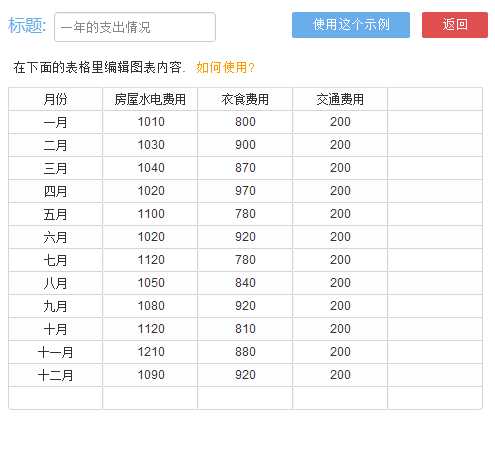 标题: 一年的支出情况 使用这个示例 返回
在下面的表格里编辑图表内容. 如何使用?
月份 房屋水电费用 衣食费用 交通费用
一月 1010 800 200
二月 1030 900 200
三月 1040 870 200
四月 1020 970 200
五月 1100 780 200
六月 1020 920 200
七月 1120 780 200
八月 1050 840 200
九月 1080 920 200
十月 1120 810 200
十一月 1210 880 200
十二月 1090 920 200